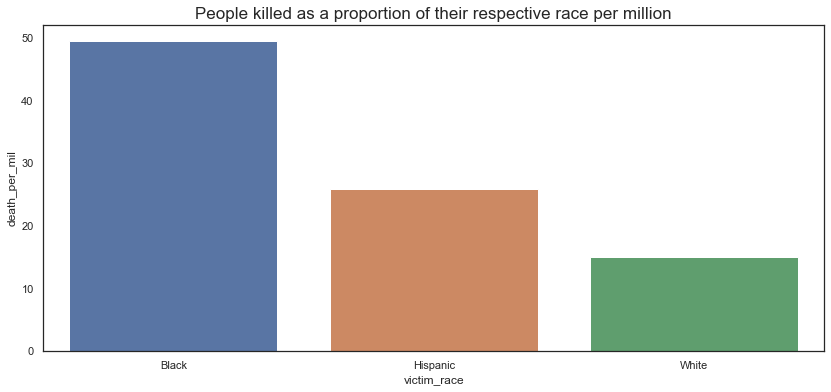 People killed as a proportion of their respective race per million
death_per_mil
50
40
30
20
10
0
Black Hispanic White
victim_race